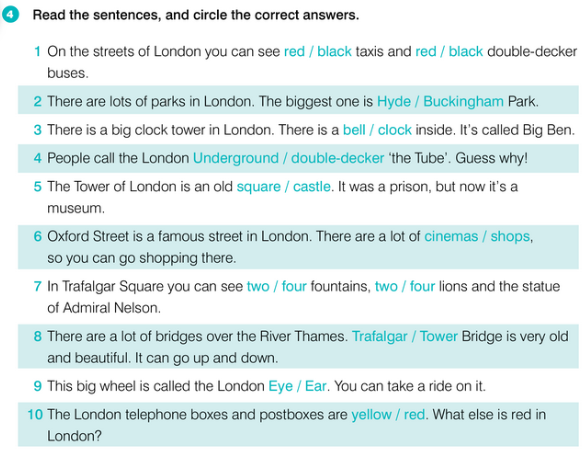 4 Read the sentences, and circle the correct answers.
1 On the streets of London you can see red / black taxis and red / black double-decker
buses.
2 There are lots of parks in London. The biggest one is Hyde / Buckingham Park.
3 There is a big clock tower in London. There is a bell / clock inside. It's called Big Ben.
4 People call the London Underground / double-decker 'the Tube'. Guess why!
5 The Tower of London is an old square / castle. It was a prison, but now it's a
museum.
6 Oxford Street is a famous street in London. There are a lot of cinemas / shops,
so you can go shopping there.
7 In Trafalgar Square you can see two / four fountains, two / four lions and the statue
of Admiral Nelson.
8 There are a lot of bridges over the River Thames. Trafalgar / Tower Bridge is very old
and beautiful. It can go up and down.
9 This big wheel is called the London Eye / Ear. You can take a ride on it.
10 The London telephone boxes and postboxes are yellow / red. What else is red in
London?